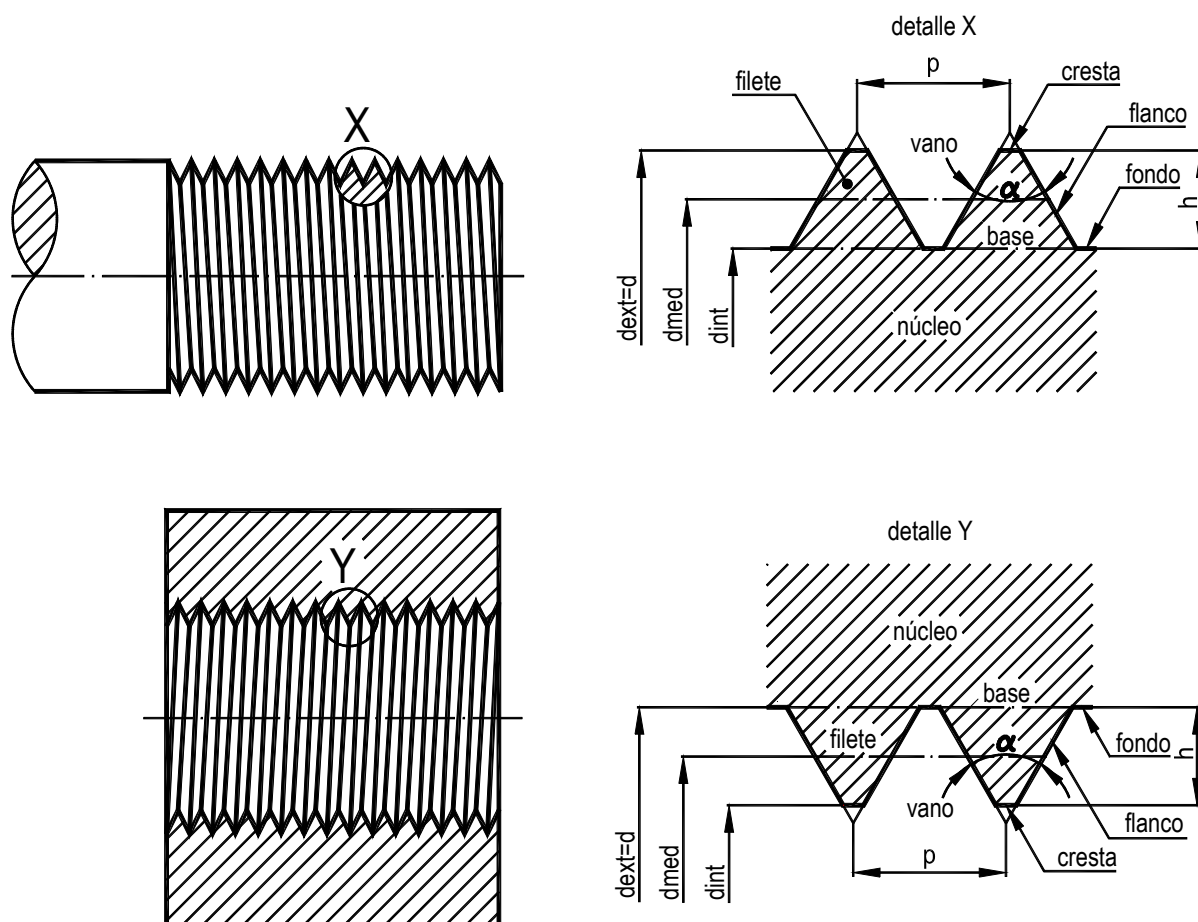 detalle X
p
cresta
filete
flanco
X
vano
fondo
α
h
base
dext=d
dmed
dint
núcleo
detalle Y
Y
núcleo
base
filete
α
fondo
h
vano
flanco
dext=d
dmed
dint
p
cresta